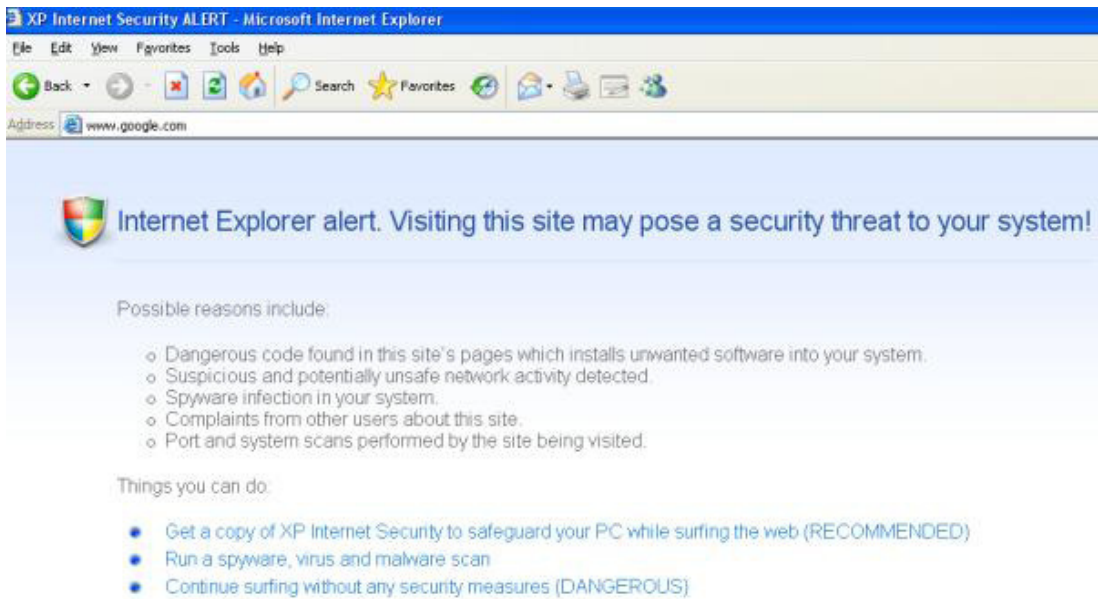 XP Internet Security ALERT - Microsoft Internet Explorer
File Edit View Favorites Tools Help
Back Search Favorites
Address www.google.com
Internet Explorer alert. Visiting this site may pose a security threat to your system!
Possible reasons include:
Dangerous code found in this site's pages which installs unwanted software into your system.
Suspicious and potentially unsafe network activity detected.
Spyware infection in your system.
Complaints from other users about this site.
Port and system scans performed by the site being visited.
Things you can do:
Get a copy of XP Internet Security to safeguard your PC while surfing the web (RECOMMENDED)
Run a spyware, virus and malware scan
Continue surfing without any security measures (DANGEROUS)